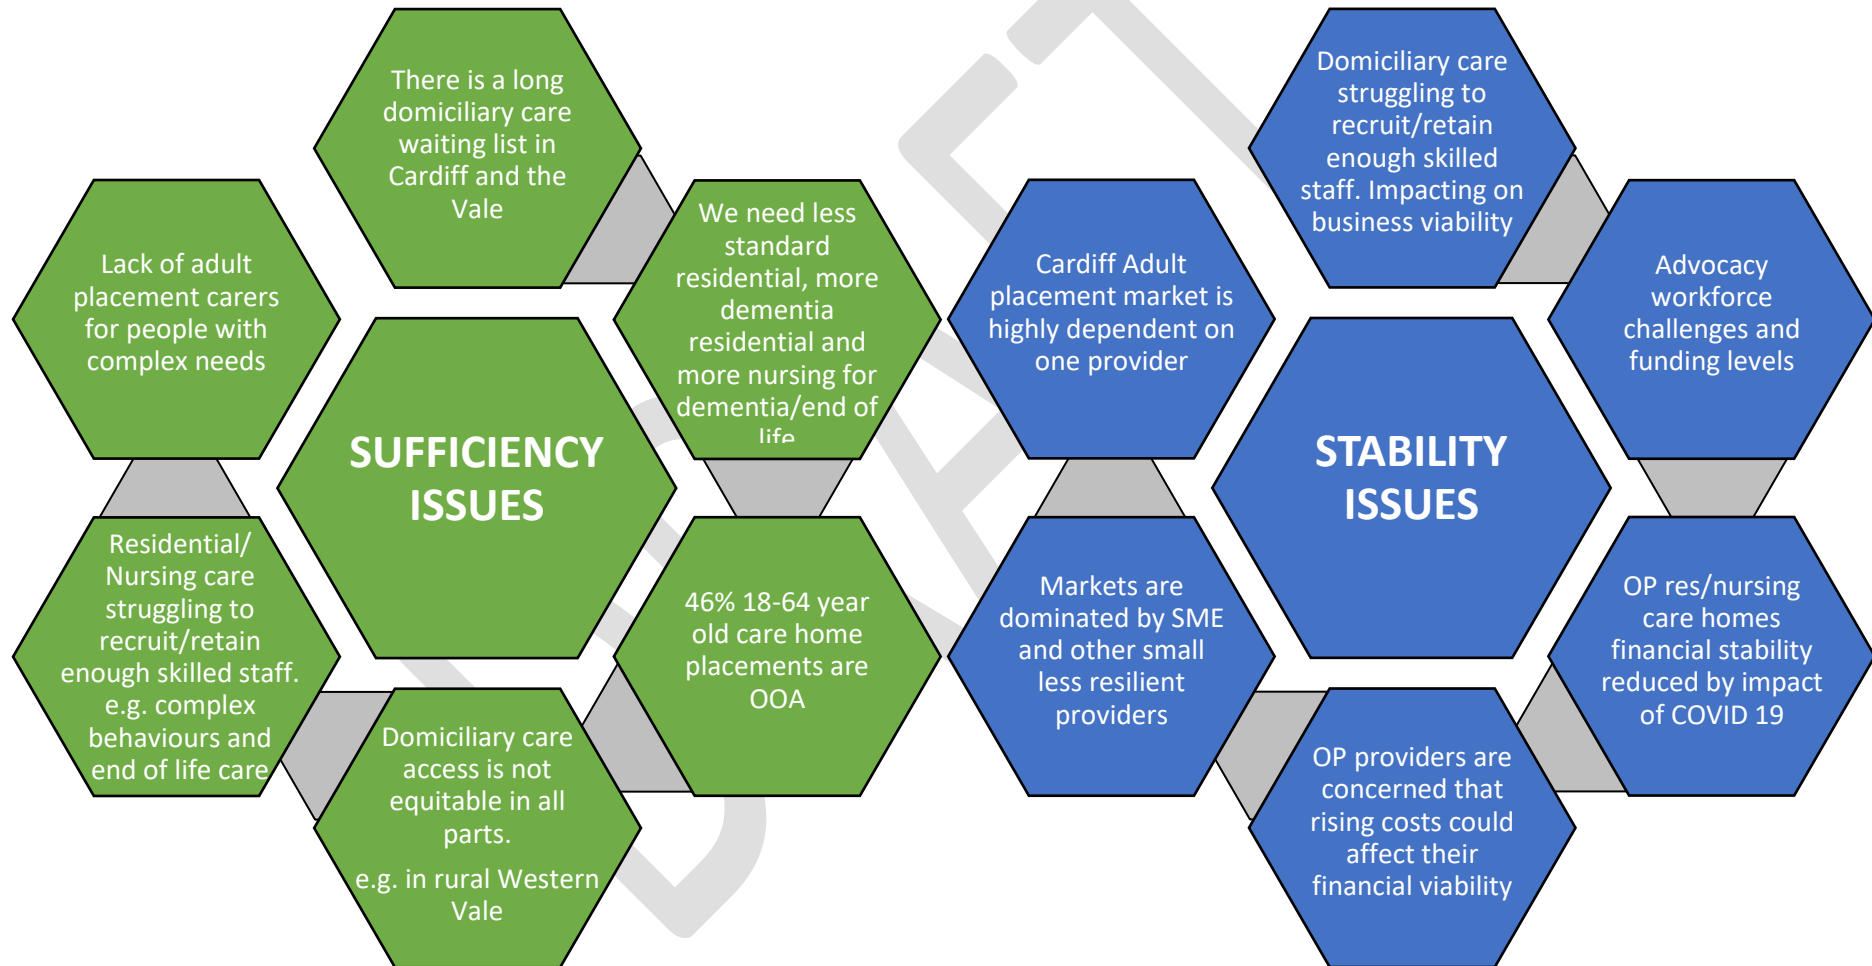 There is a long
domiciliary care
waiting list in
Cardiff and the
Vale
We need less
standard
residential, more
dementia
residential and
more nursing for
dementia/end of
life
46% 18-64 year
old care home
placements are
OOA
Domiciliary care
access is not
equitable in all
parts.
e.g. in rural Western
Vale
Residential/
Nursing care
struggling to
recruit/retain
enough skilled staff.
e.g. complex
behaviours and
end of life care
Lack of adult
placement carers
for people with
complex needs
SUFFICIENCY
ISSUES
Domiciliary care
struggling to
recruit/retain
enough skilled
staff. Impacting on
business viability
Advocacy
workforce
challenges and
funding levels
OP res/nursing
care homes
financial stability
reduced by impact
of COVID 19
OP providers are
concerned that
rising costs could
affect their
financial viability
Markets are
dominated by SME
and other small
less resilient
providers
Cardiff Adult
placement market is
highly dependent on
one provider
STABILITY
ISSUES
DRAFT